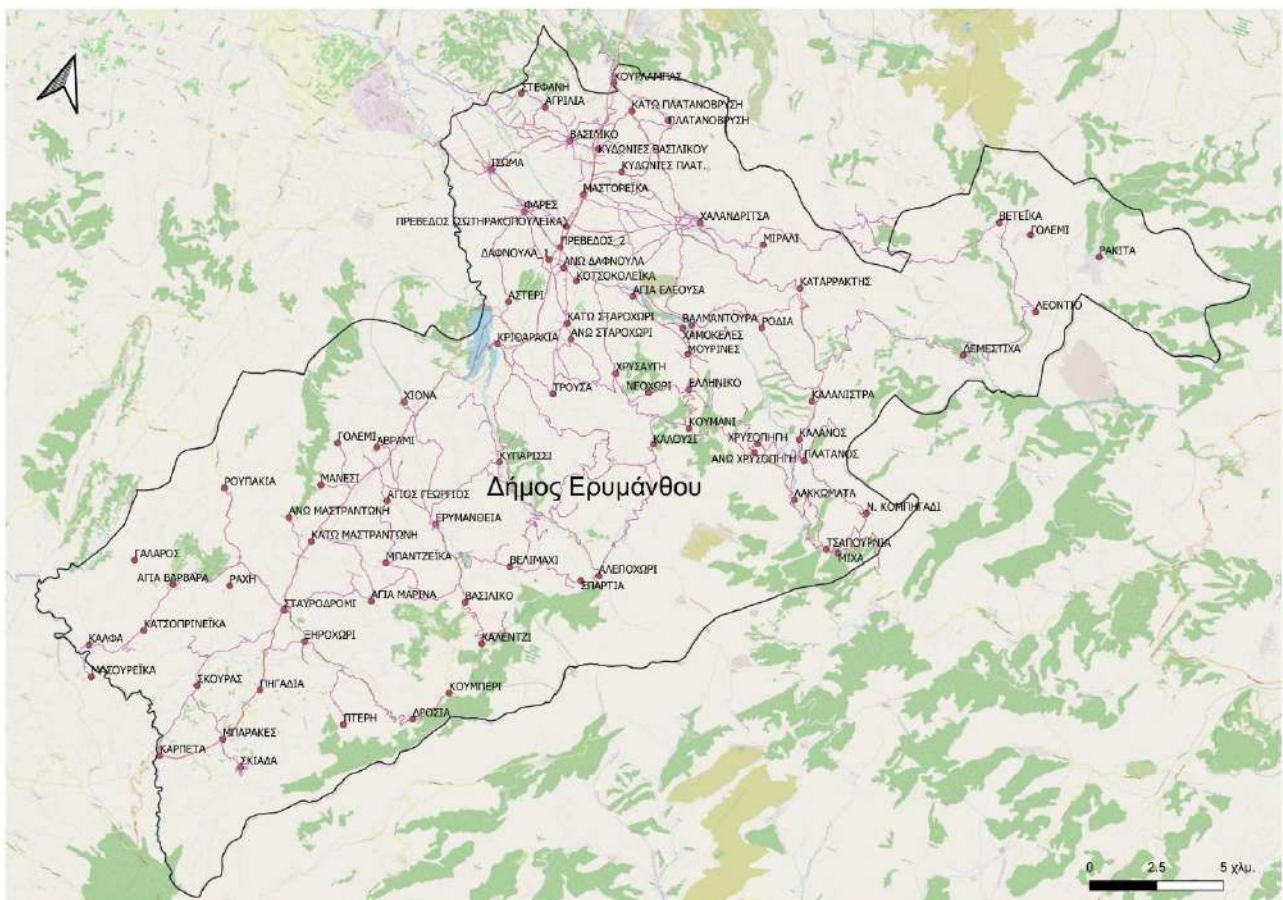 ΚΟΥΡΛΑΜΠΑΣ
ΣΤΕΦΑΝΗ
ΑΓΡΙΛΙΑ
ΚΑΤΩ ΠΛΑΤΑΝΟΒΡΥΣΗ
ΠΛΑΤΑΝΟΒΡΥΣΗ
ΒΑΣΙΛΙΚΟ
ΚΥΔΩΝΙΕΣ ΒΑΣΙΛΙΚΟΥ
ΙΣΩΜΑ
ΚΥΔΩΝΙΕΣ ΠΛΑΤ..
ΜΑΣΤΟΡΕΪΚΑ
ΦΑΡΕΣ
ΠΡΕΒΕΔΟΣ (ΣΩΤΗΡΑΚΟΠΟΥΛΕΙΚΑ)
ΧΑΛΑΝΔΡΙΤΣΑ
ΒΕΤΕΪΚΑ
ΓΟΛΕΜΙ
ΠΡΕΒΕΔΟΣ_2
ΜΙΡΑΛΙ
ΡΑΚΙΤΑ
ΔΑΦΝΟΥΛΑ_1
ΑΝΩ ΔΑΦΝΟΥΛΑ
ΚΟΤΣΟΚΟΛΕΪΚΑ
ΚΑΤΑΡΡΑΚΤΗΣ
ΑΣΤΕΡΙ
ΑΓΙΑ ΕΛΕΟΥΣΑ
ΛΕΟΝΤΙΟ
ΚΑΤΩ ΣΤΑΡΟΧΩΡΙ
ΒΑΛΜΑΝΤΟΥΡΑ
ΡΟΔΙΑ
ΚΡΙΘΑΡΑΚΙΑ
ΑΝΩ ΣΤΑΡΟΧΩΡΙ
ΧΑΜΟΚΕΛΕΣ
ΜΟΥΡΙΝΕΣ
ΔΕΜΕΣΤΙΧΑ
ΧΡΥΣΑΥΓΗ
ΤΡΟΥΣΑ
ΝΕΟΧΩΡΙ
ΕΛΛΗΝΙΚΟ
ΧΙΟΝΑ
ΚΑΛΑΝΙΣΤΡΑ
ΚΟΥΜΑΝΙ
ΓΟΛΕΜΙ
ΑΒΡΑΜΙ
ΚΑΛΟΥΣΙ
ΧΡΥΣΟΠΗΓΗ
ΚΑΛΑΝΟΣ
ΚΥΠΑΡΙΣΣΙ
ΑΝΩ ΧΡΥΣΟΠΗΓΗ
ΠΛΑΤΑΝΟΣ
ΡΟΥΠΑΚΙΑ
ΜΑΝΕΣΙ
Δήμος Ερυμάνθου
ΑΓΙΟΣ ΓΕΩΡΓΙΟΣ
ΛΑΚΚΩΜΑΤΑ
ΑΝΩ ΜΑΣΤΡΑΝΤΩΝΗ
ΕΡΥΜΑΝΘΕΙΑ
Ν. ΚΟΜΠΗΓΑΔΙ
ΚΑΤΩ ΜΑΣΤΡΑΝΤΩΝΗ
ΤΣΑΠΟΥΡΝΙΑ
ΜΙΧΑ
ΓΑΛΑΡΟΣ
ΜΠΑΝΤΖΕΪΚΑ
ΒΕΛΙΜΑΧΙ
ΑΛΕΠΟΧΩΡΙ
ΑΓΙΑ ΒΑΡΒΑΡΑ
ΡΑΧΗ
ΣΠΑΡΤΙΑ
ΣΤΑΥΡΟΔΡΟΜΙ
ΑΓΙΑ ΜΑΡΙΝΑ
ΒΑΣΙΛΙΚΟ
ΚΑΤΣΟΠΡΙΝΕΪΚΑ
ΚΑΛΦΑ
ΞΗΡΟΧΩΡΙ
ΚΑΛΕΝΤΖΙ
ΜΑΣΟΥΡΕΪΚΑ
ΣΚΟΥΡΑΣ
ΠΗΓΑΔΙΑ
ΚΟΥΜΠΕΡΙ
ΠΤΕΡΗ
ΔΡΟΣΙΑ
ΜΠΑΡΑΚΕΣ
ΚΑΡΠΕΤΑ
ΣΚΙΑΔΑ
0 2.5 5 χλμ.